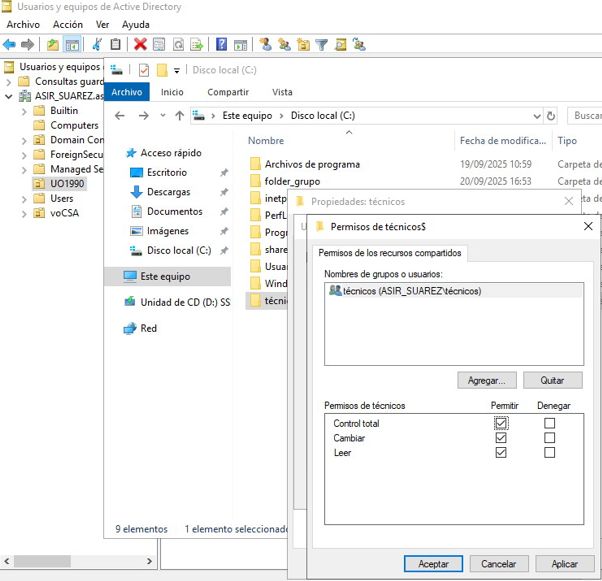 Usuarios y equipos de Active Directory
Archivo Acción Ver Ayuda
Usuarios y equipos
Consultas guard
ASIR_SUAREZ.as
Builtin
Computers
Domain Con
ForeignSecu
Managed Se
UO1990
Users
voCSA
Disco local (C:)
Archivo Inicio Compartir Vista
Este equipo > Disco local (C:)
Buscar
Nombre Fecha de modifica... Tipo
Acceso rápido
Escritorio
Descargas
Documentos
Imágenes
Disco local (C:)
Este equipo
Unidad de CD (D:) SS
Red
Archivos de programa 19/09/2025 10:59 Carpeta de
folder_grupo 20/09/2025 16:53 Carpeta de
inetp
PerfL
Prog
share
Usua
Wind
técni
9 elementos 1 elemento seleccionado
Propiedades: técnicos
Permisos de técnicos$
Permisos de los recursos compartidos
Nombres de grupos o usuarios:
técnicos (ASIR_SUAREZ\técnicos)
Agregar... Quitar
Permisos de técnicos Permitir Denegar
Control total
Cambiar
Leer
Aceptar Cancelar Aplicar